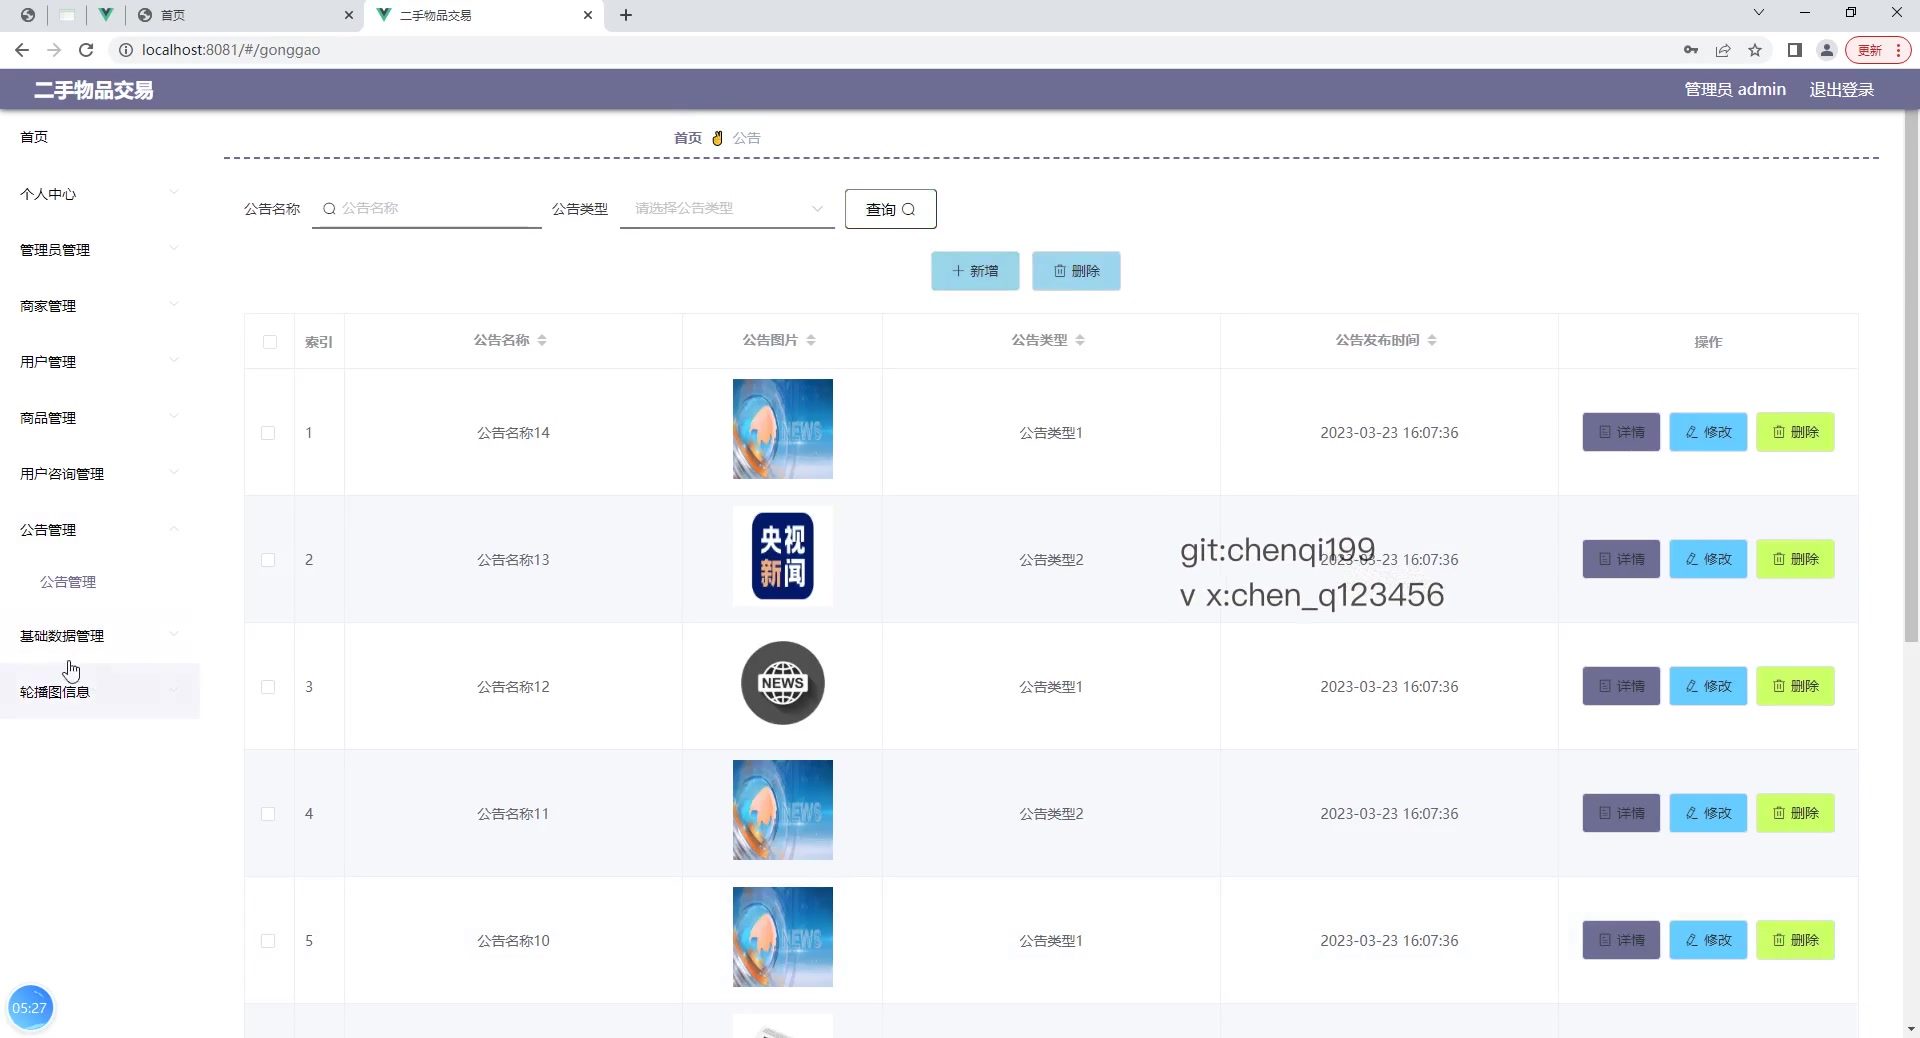 首页
二手物品交易
localhost:8081/#/gonggao
更新
二手物品交易
管理员 admin 退出登录
首页
个人中心
管理员管理
商家管理
用户管理
商品管理
用户咨询管理
公告管理
公告管理
基础数据管理
轮播图信息
首页 公告
公告名称 公告名称 公告类型 请选择公告类型 查询
新增 删除
索引 公告名称 公告图片 公告类型 公告发布时间 操作
1 公告名称14 NEWS 公告类型1 2023-03-23 16:07:36 详情 修改 删除
央视
新闻
2 公告名称13 公告类型2 2023-03-23 16:07:36 详情 修改 删除
git:chenqi199
v x:chen_q123456
3 公告名称12 NEWS 公告类型1 2023-03-23 16:07:36 详情 修改 删除
4 公告名称11 NEWS 公告类型2 2023-03-23 16:07:36 详情 修改 删除
5 公告名称10 NEWS 公告类型1 2023-03-23 16:07:36 详情 修改 删除
05:27